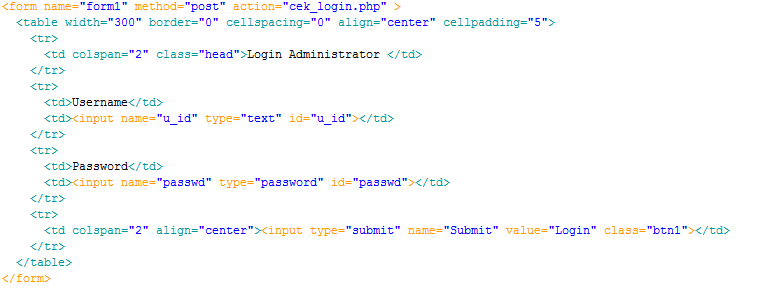 <form name="form1" method="post" action="cek_login.php" >
  <table width="300" border="0" cellspacing="0" align="center" cellpadding="5">
    <tr>
      <td colspan="2" class="head">Login Administrator </td>
    </tr>
    <tr>
      <td>Username</td>
      <td><input name="u_id" type="text" id="u_id"></td>
    </tr>
    <tr>
      <td>Password</td>
      <td><input name="passwd" type="password" id="passwd"></td>
    </tr>
    <tr>
      <td colspan="2" align="center"><input type="submit" name="Submit" value="Login" class="btn1"></td>
    </tr>
  </table>
</form>